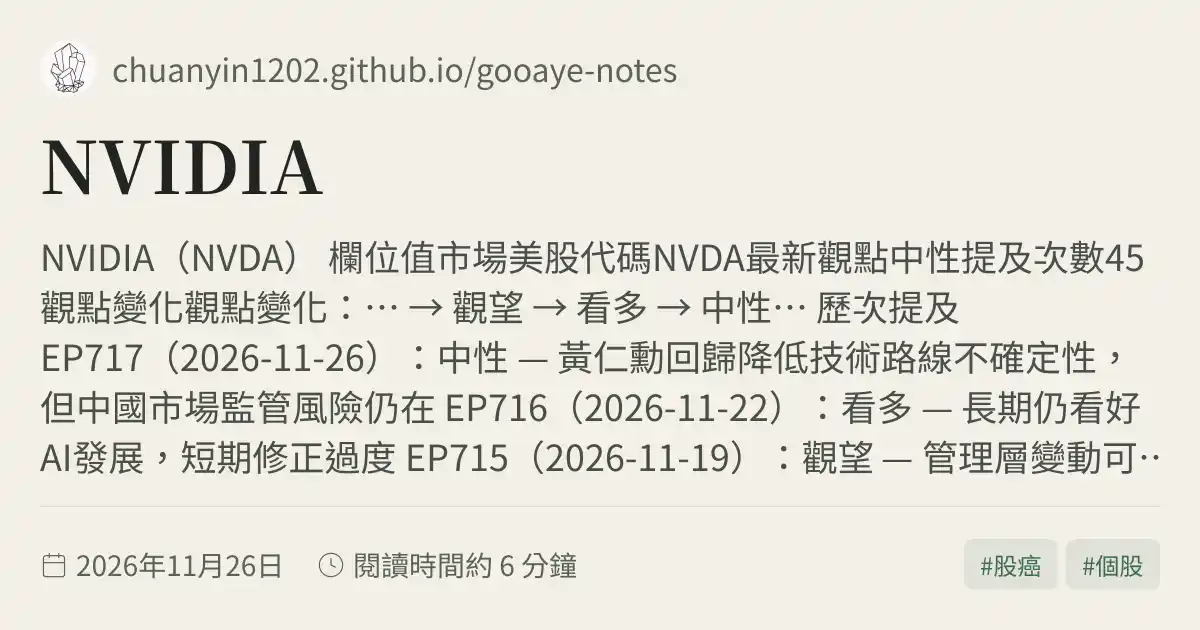 chuanyin1202.github.io/gooaye-notes
NVIDIA
NVIDIA（NVDA） 欄位值市場美股代碼NVDA最新觀點中性提及次數45
觀點變化觀點變化：⋯ → 觀望 → 看多 → 中性⋯ 歷次提及
EP717（2026-11-26）：中性 — 黃仁勳回歸降低技術路線不確定性，
但中國市場監管風險仍在 EP716（2026-11-22）：看多 — 長期仍看好
AI發展，短期修正過度 EP715（2026-11-19）：觀望 — 管理層變動可⋯
2026年11月26日 閱讀時間約 6 分鐘 #股癌 #個股